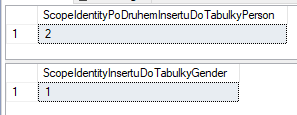 ScopeIdentityPoDruhemInsertuDoTabulkyPerson
1 2
ScopeIdentityInsertuDoTabulkyGender
1 1